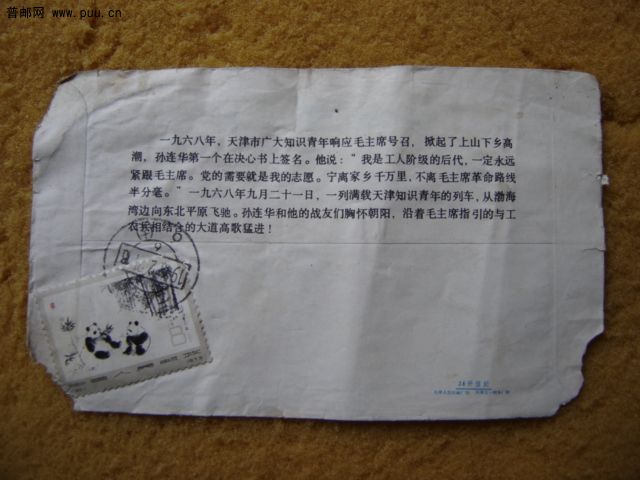 普邮网 www.puu.cn
一九六八年，天津市广大知识青年响应毛主席号召，掀起了上山下乡高
潮，孙连华第一个在决心书上签名。他说：“我是工人阶级的后代，一定永远
紧跟毛主席。党的需要就是我的志愿。宁离家乡千万里，不离毛主席革命路线
半分毫。”一九六八年九月二十一日，一列满载天津知识青年的列车，从渤海
湾边向东北平原飞驰。孙连华和他的战友们胸怀朝阳，沿着毛主席指引的与工
农兵相结合的大道高歌猛进！
8